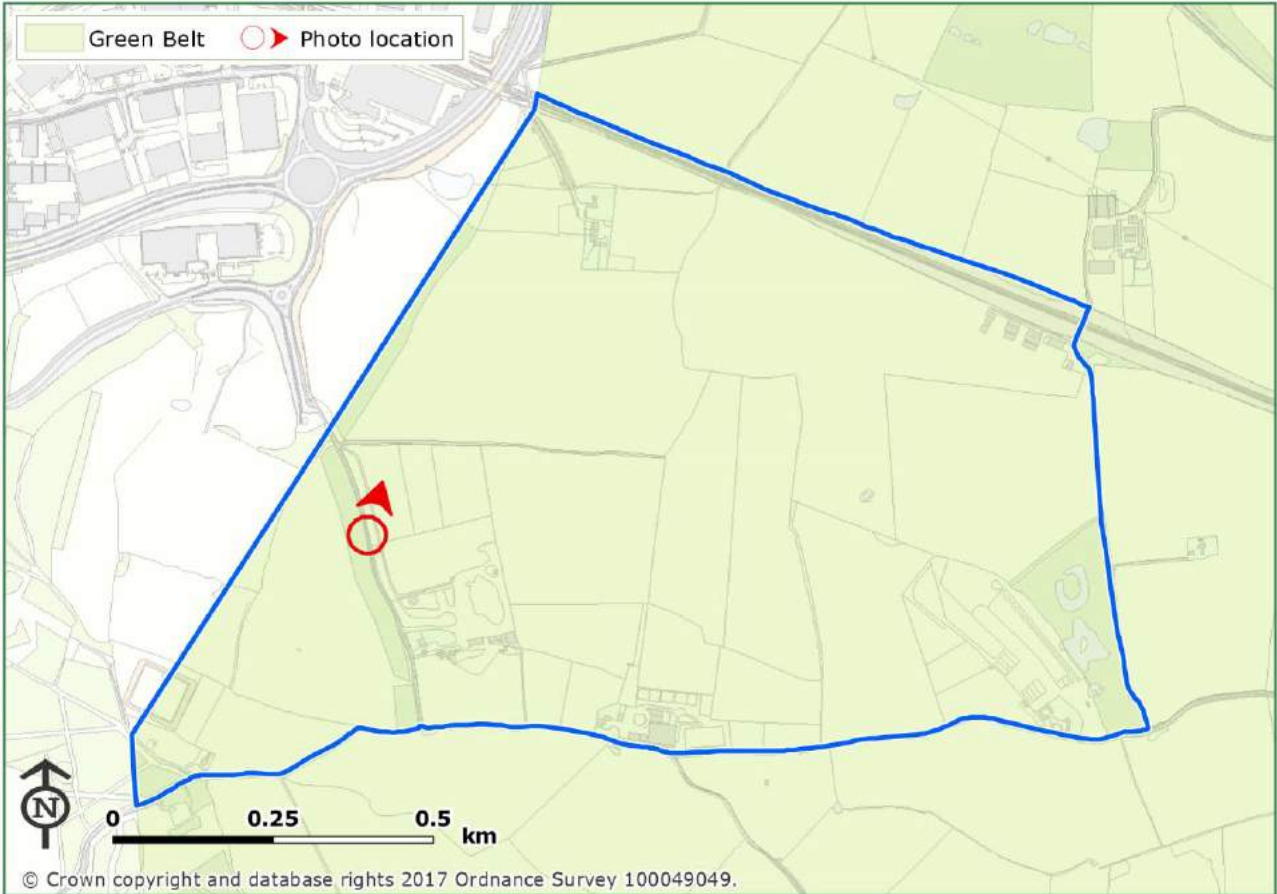 Green Belt Photo location
N
0 0.25 0.5
km
© Crown copyright and database rights 2017 Ordnance Survey 100049049.